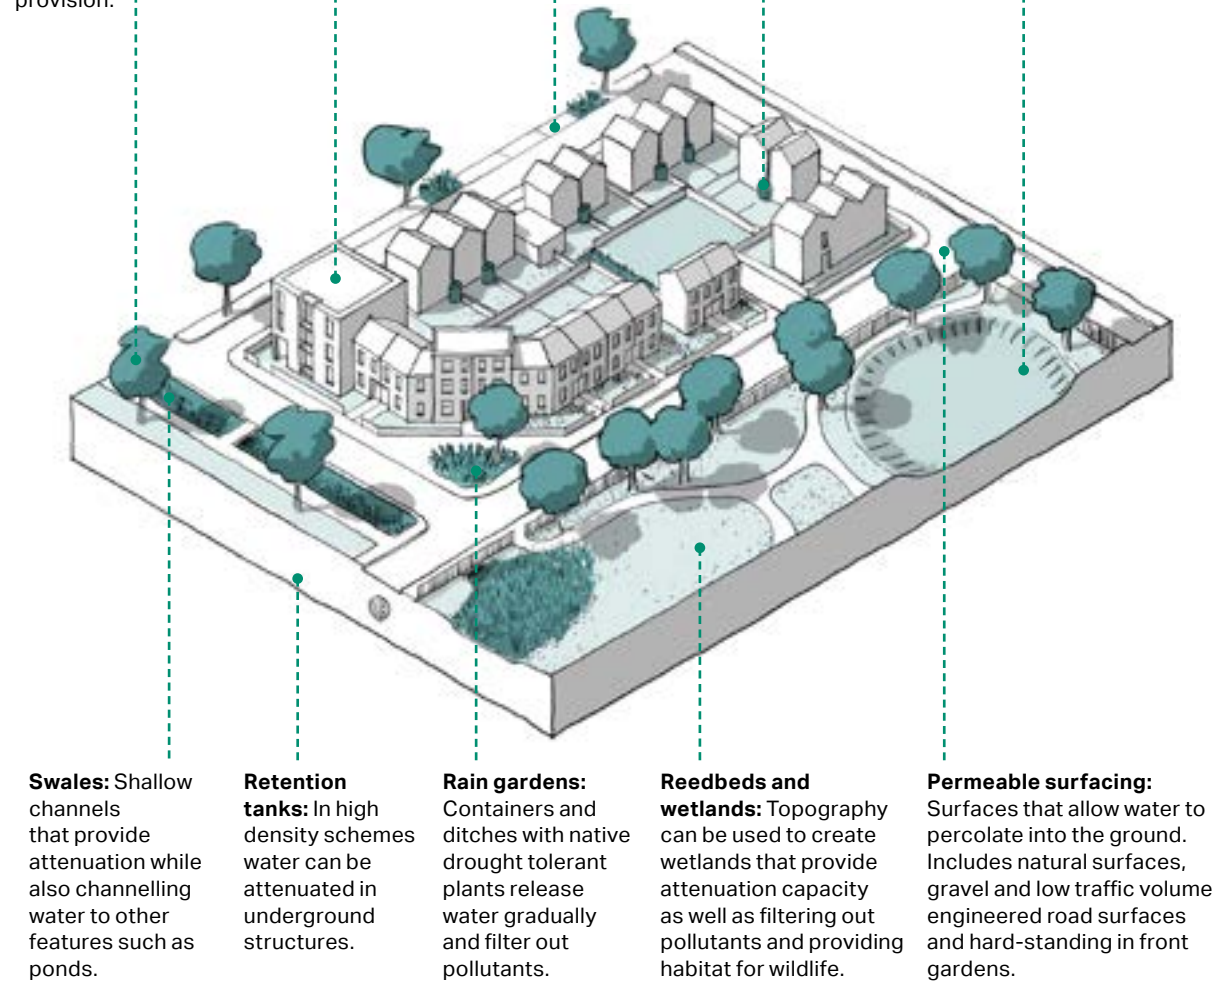 provision.
Swales: Shallow
channels
that provide
attenuation while
also channelling
water to other
features such as
ponds.
Retention
tanks: In high
density schemes
water can be
attenuated in
underground
structures.
Rain gardens:
Containers and
ditches with native
drought tolerant
plants release
water gradually
and filter out
pollutants.
Reedbeds and
wetlands: Topography
can be used to create
wetlands that provide
attenuation capacity
as well as filtering out
pollutants and providing
habitat for wildlife.
Permeable surfacing:
Surfaces that allow water to
percolate into the ground.
Includes natural surfaces,
gravel and low traffic volume
engineered road surfaces
and hard-standing in front
gardens.